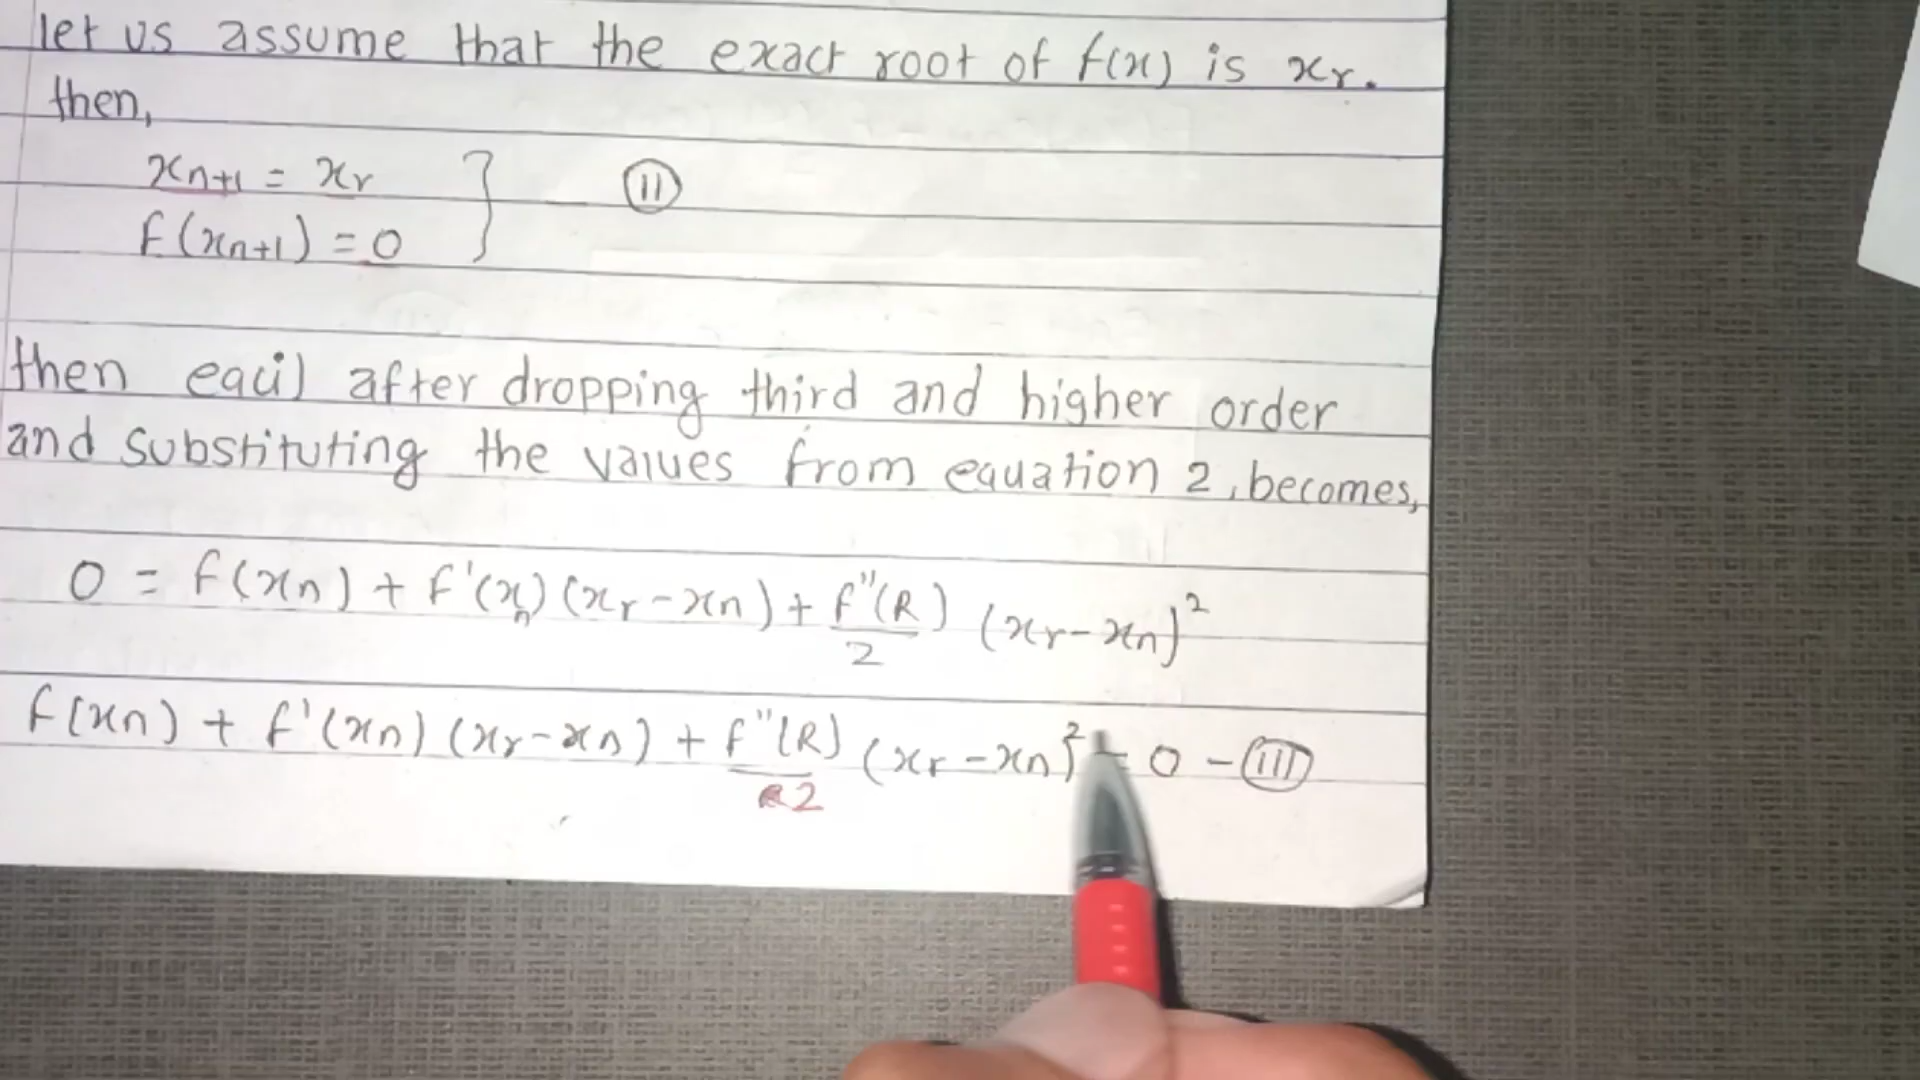 let us assume that the exact root of f(x) is xr.
then,
xn+1 = xr
f(xn+1) = 0 } — (II)
then eq(i) after dropping third and higher order
and substituting the values from equation 2, becomes,
0 = f(xn) + f'(xn) (xr-xn) + f"(R)/2 (xr-xn)²
f(xn) + f'(xn) (xr-xn) + f"(R)/2 (xr-xn)² = 0 - (III)